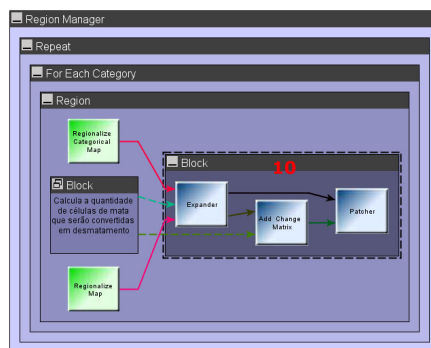 Region Manager
Repeat
For Each Category
Region
Regionalize
Categorical
Map
Block
10
Block
Calcula a quantidade
de células de mata
que serão convertidas
em desmatamento
Expander
Add Change
Matrix
Patcher
Regionalize
Map